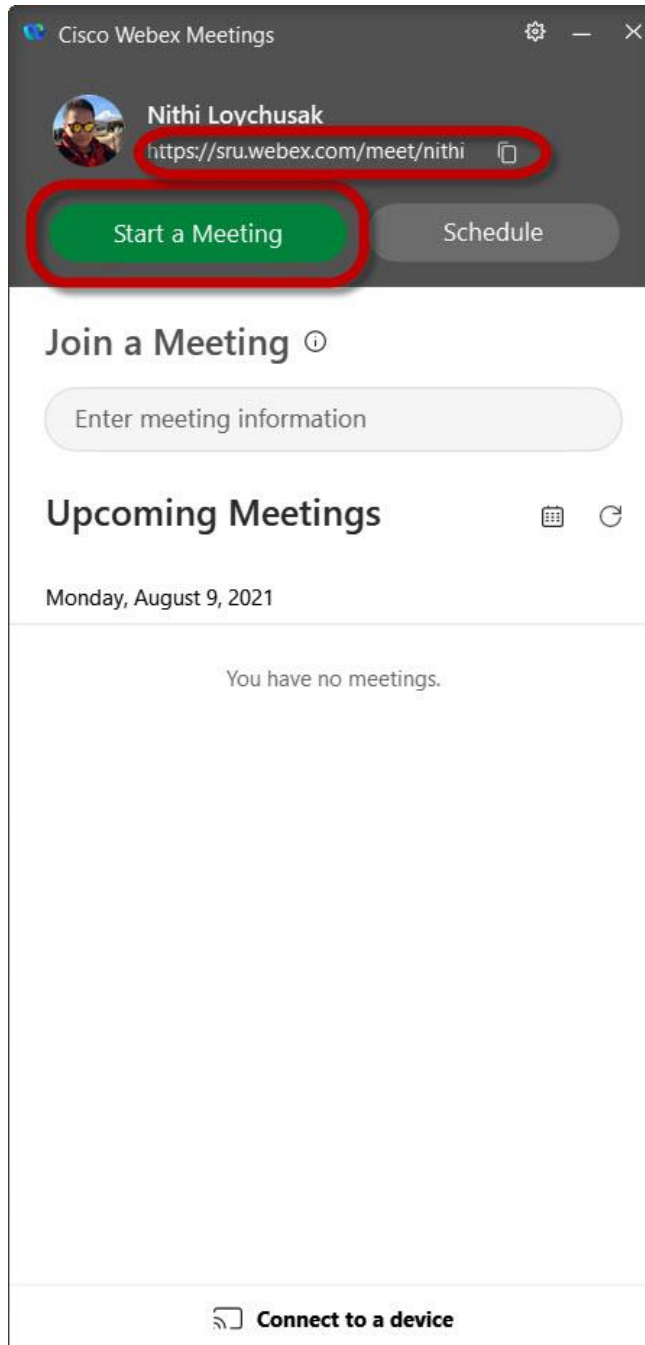 Cisco Webex Meetings
Nithi Loychusak
https://sru.webex.com/meet/nithi
Start a Meeting
Schedule
Join a Meeting
Enter meeting information
Upcoming Meetings
Monday, August 9, 2021
You have no meetings.
Connect to a device